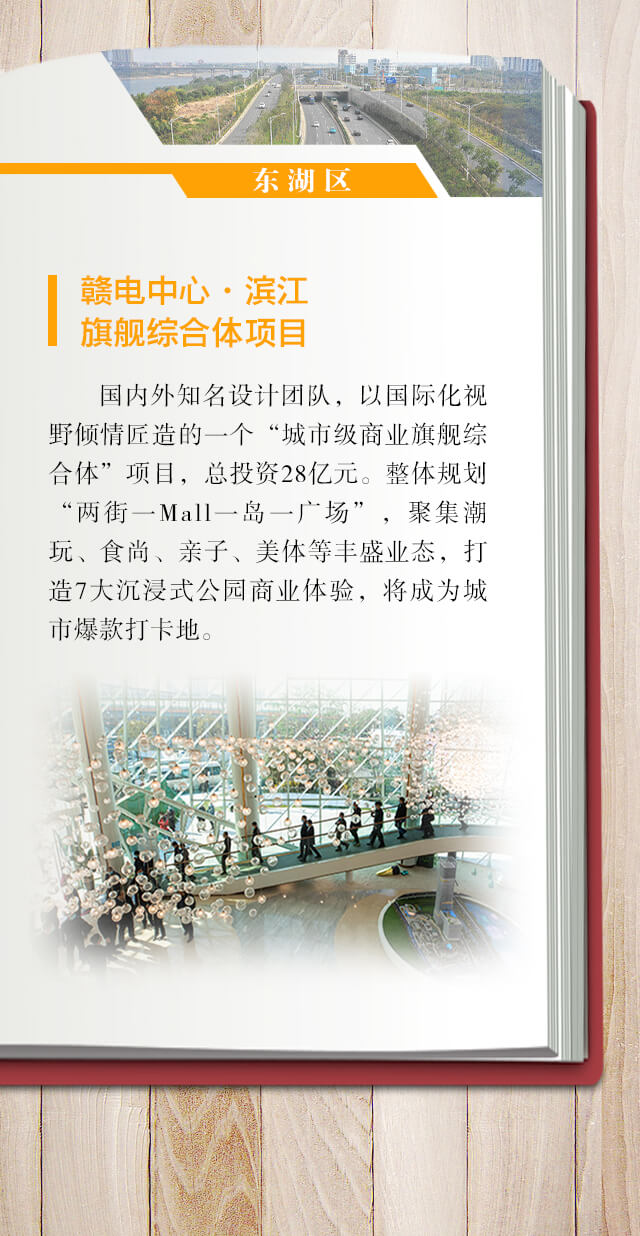 东湖区
赣电中心·滨江
旗舰综合体项目
国内外知名设计团队，以国际化视
野倾情匠造的一个“城市级商业旗舰综
合体”项目，总投资28亿元。整体规划
“两街一Mall一岛一广场”，聚集潮
玩、食尚、亲子、美体等丰盛业态，打
造7大沉浸式公园商业体验，将成为城
市爆款打卡地。